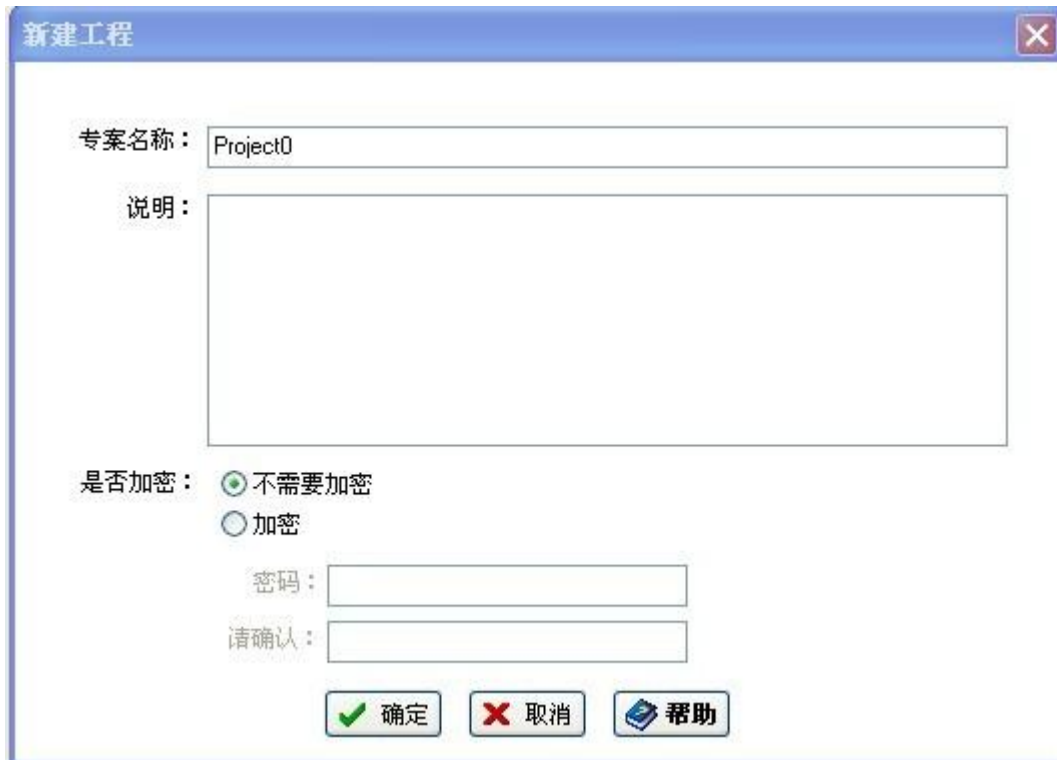 新建工程
专案名称：
Project0
说明：
是否加密：
不需要加密
加密
密码：
请确认：
确定 取消 帮助